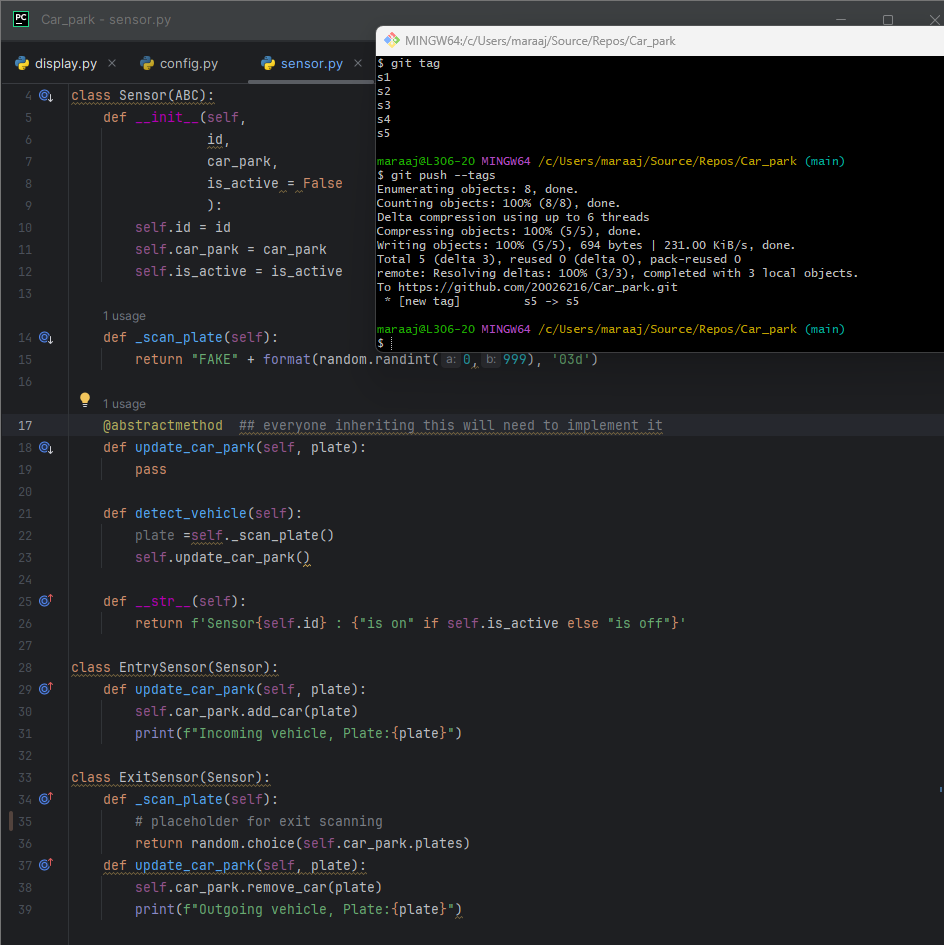 PC Car_park - sensor.py
display.py
config.py
sensor.py
MINGW64:/c/Users/maraaj/Source/Repos/Car_park
$ git tag
s1
s2
s3
s4
s5
maraaj@L306-20 MINGW64 /c/Users/maraaj/Source/Repos/Car_park (main)
$ git push --tags
Enumerating objects: 8, done.
Counting objects: 100% (8/8), done.
Delta compression using up to 6 threads
Compressing objects: 100% (5/5), done.
Writing objects: 100% (5/5), 694 bytes | 231.00 KiB/s, done.
Total 5 (delta 3), reused 0 (delta 0), pack-reused 0
remote: Resolving deltas: 100% (3/3), completed with 3 local objects.
To https://github.com/20026216/Car_park.git
 * [new tag]         s5 -> s5
maraaj@L306-20 MINGW64 /c/Users/maraaj/Source/Repos/Car_park (main)
$
4 class Sensor(ABC):
5     def __init__(self,
6                  id,
7                  car_park,
8                  is_active = False
9                  ):
10         self.id = id
11         self.car_park = car_park
12         self.is_active = is_active
13
1 usage
14     def _scan_plate(self):
15         return "FAKE" + format(random.randint( a: 0, b: 999), '03d')
16
1 usage
17     @abstractmethod  ## everyone inheriting this will need to implement it
18     def update_car_park(self, plate):
19         pass
20
21     def detect_vehicle(self):
22         plate =self._scan_plate()
23         self.update_car_park()
24
25     def __str__(self):
26         return f'Sensor{self.id} : {"is on" if self.is_active else "is off"}'
27
28 class EntrySensor(Sensor):
29     def update_car_park(self, plate):
30         self.car_park.add_car(plate)
31         print(f"Incoming vehicle, Plate:{plate}")
32
33 class ExitSensor(Sensor):
34     def _scan_plate(self):
35         # placeholder for exit scanning
36         return random.choice(self.car_park.plates)
37     def update_car_park(self, plate):
38         self.car_park.remove_car(plate)
39         print(f"Outgoing vehicle, Plate:{plate}")